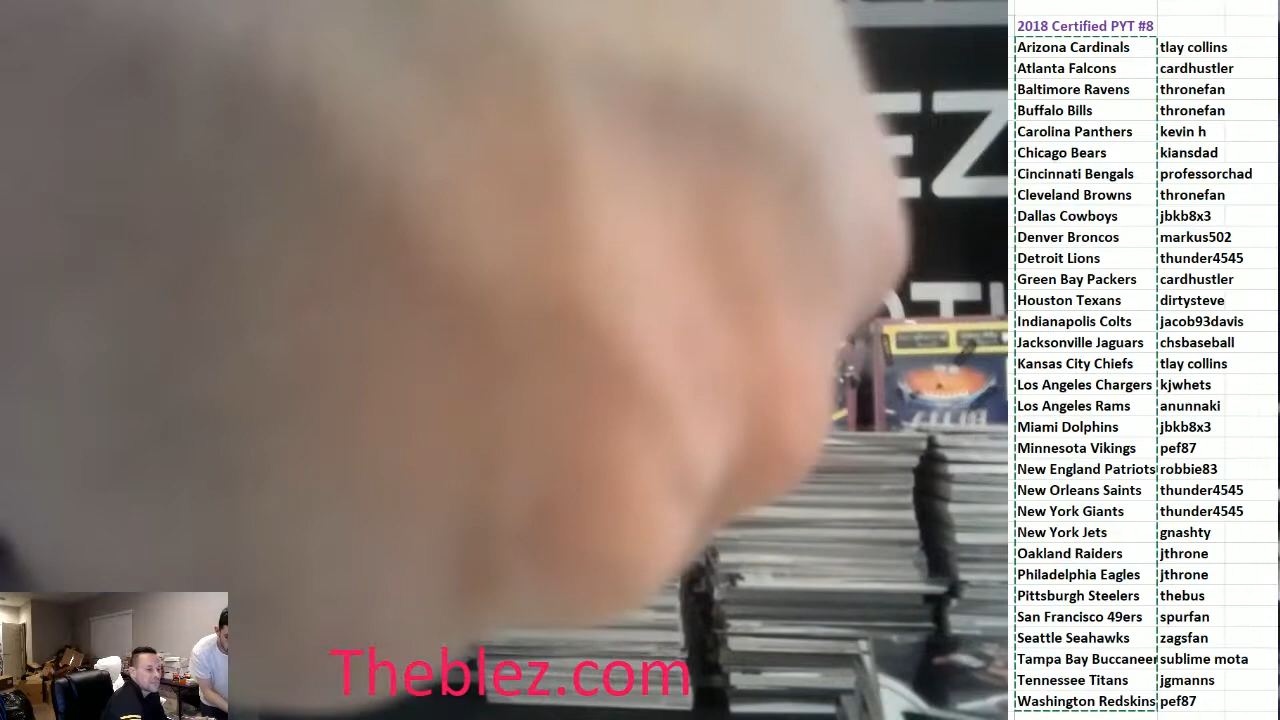 2018 Certified PYT #8
Arizona Cardinals tlay collins
Atlanta Falcons cardhustler
Baltimore Ravens thronefan
Buffalo Bills thronefan
Carolina Panthers kevin h
Chicago Bears kiansdad
Cincinnati Bengals professorchad
Cleveland Browns thronefan
Dallas Cowboys jbkb8x3
Denver Broncos markus502
Detroit Lions thunder4545
Green Bay Packers cardhustler
Houston Texans dirtysteve
Indianapolis Colts jacob93davis
Jacksonville Jaguars chsbaseball
Kansas City Chiefs tlay collins
Los Angeles Chargers kjwhets
Los Angeles Rams anunnaki
Miami Dolphins jbkb8x3
Minnesota Vikings pef87
New England Patriots robbie83
New Orleans Saints thunder4545
New York Giants thunder4545
New York Jets gnashty
Oakland Raiders jthrone
Philadelphia Eagles jthrone
Pittsburgh Steelers thebus
San Francisco 49ers spurfan
Seattle Seahawks zagsfan
Tampa Bay Buccaneer sublime mota
Tennessee Titans jgmanns
Washington Redskins pef87
EZ
Theblez.com